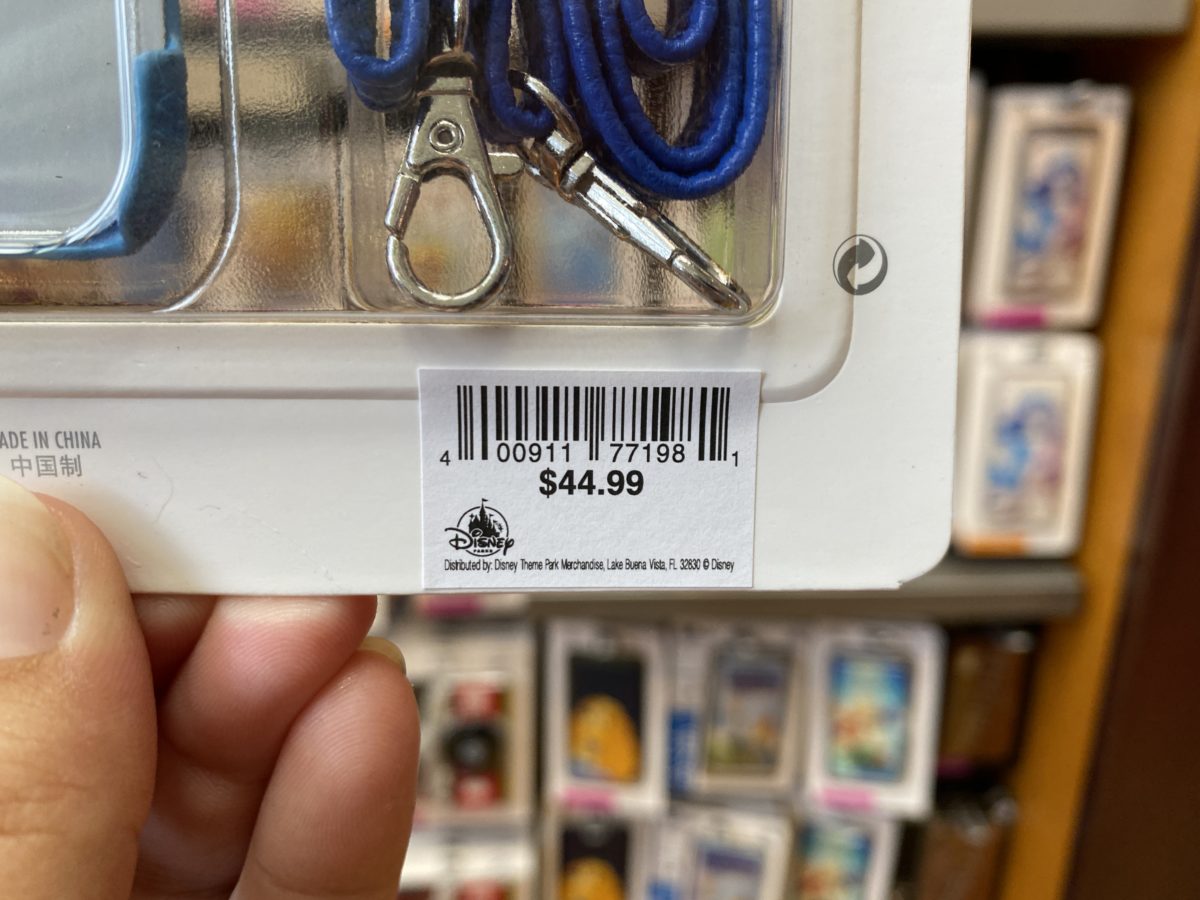 ADE IN CHINA
中国制
4 00911 77198 1
$44.99
Disney
PARKS
Distributed by: Disney Theme Park Merchandise, Lake Buena Vista, FL 32830 © Disney